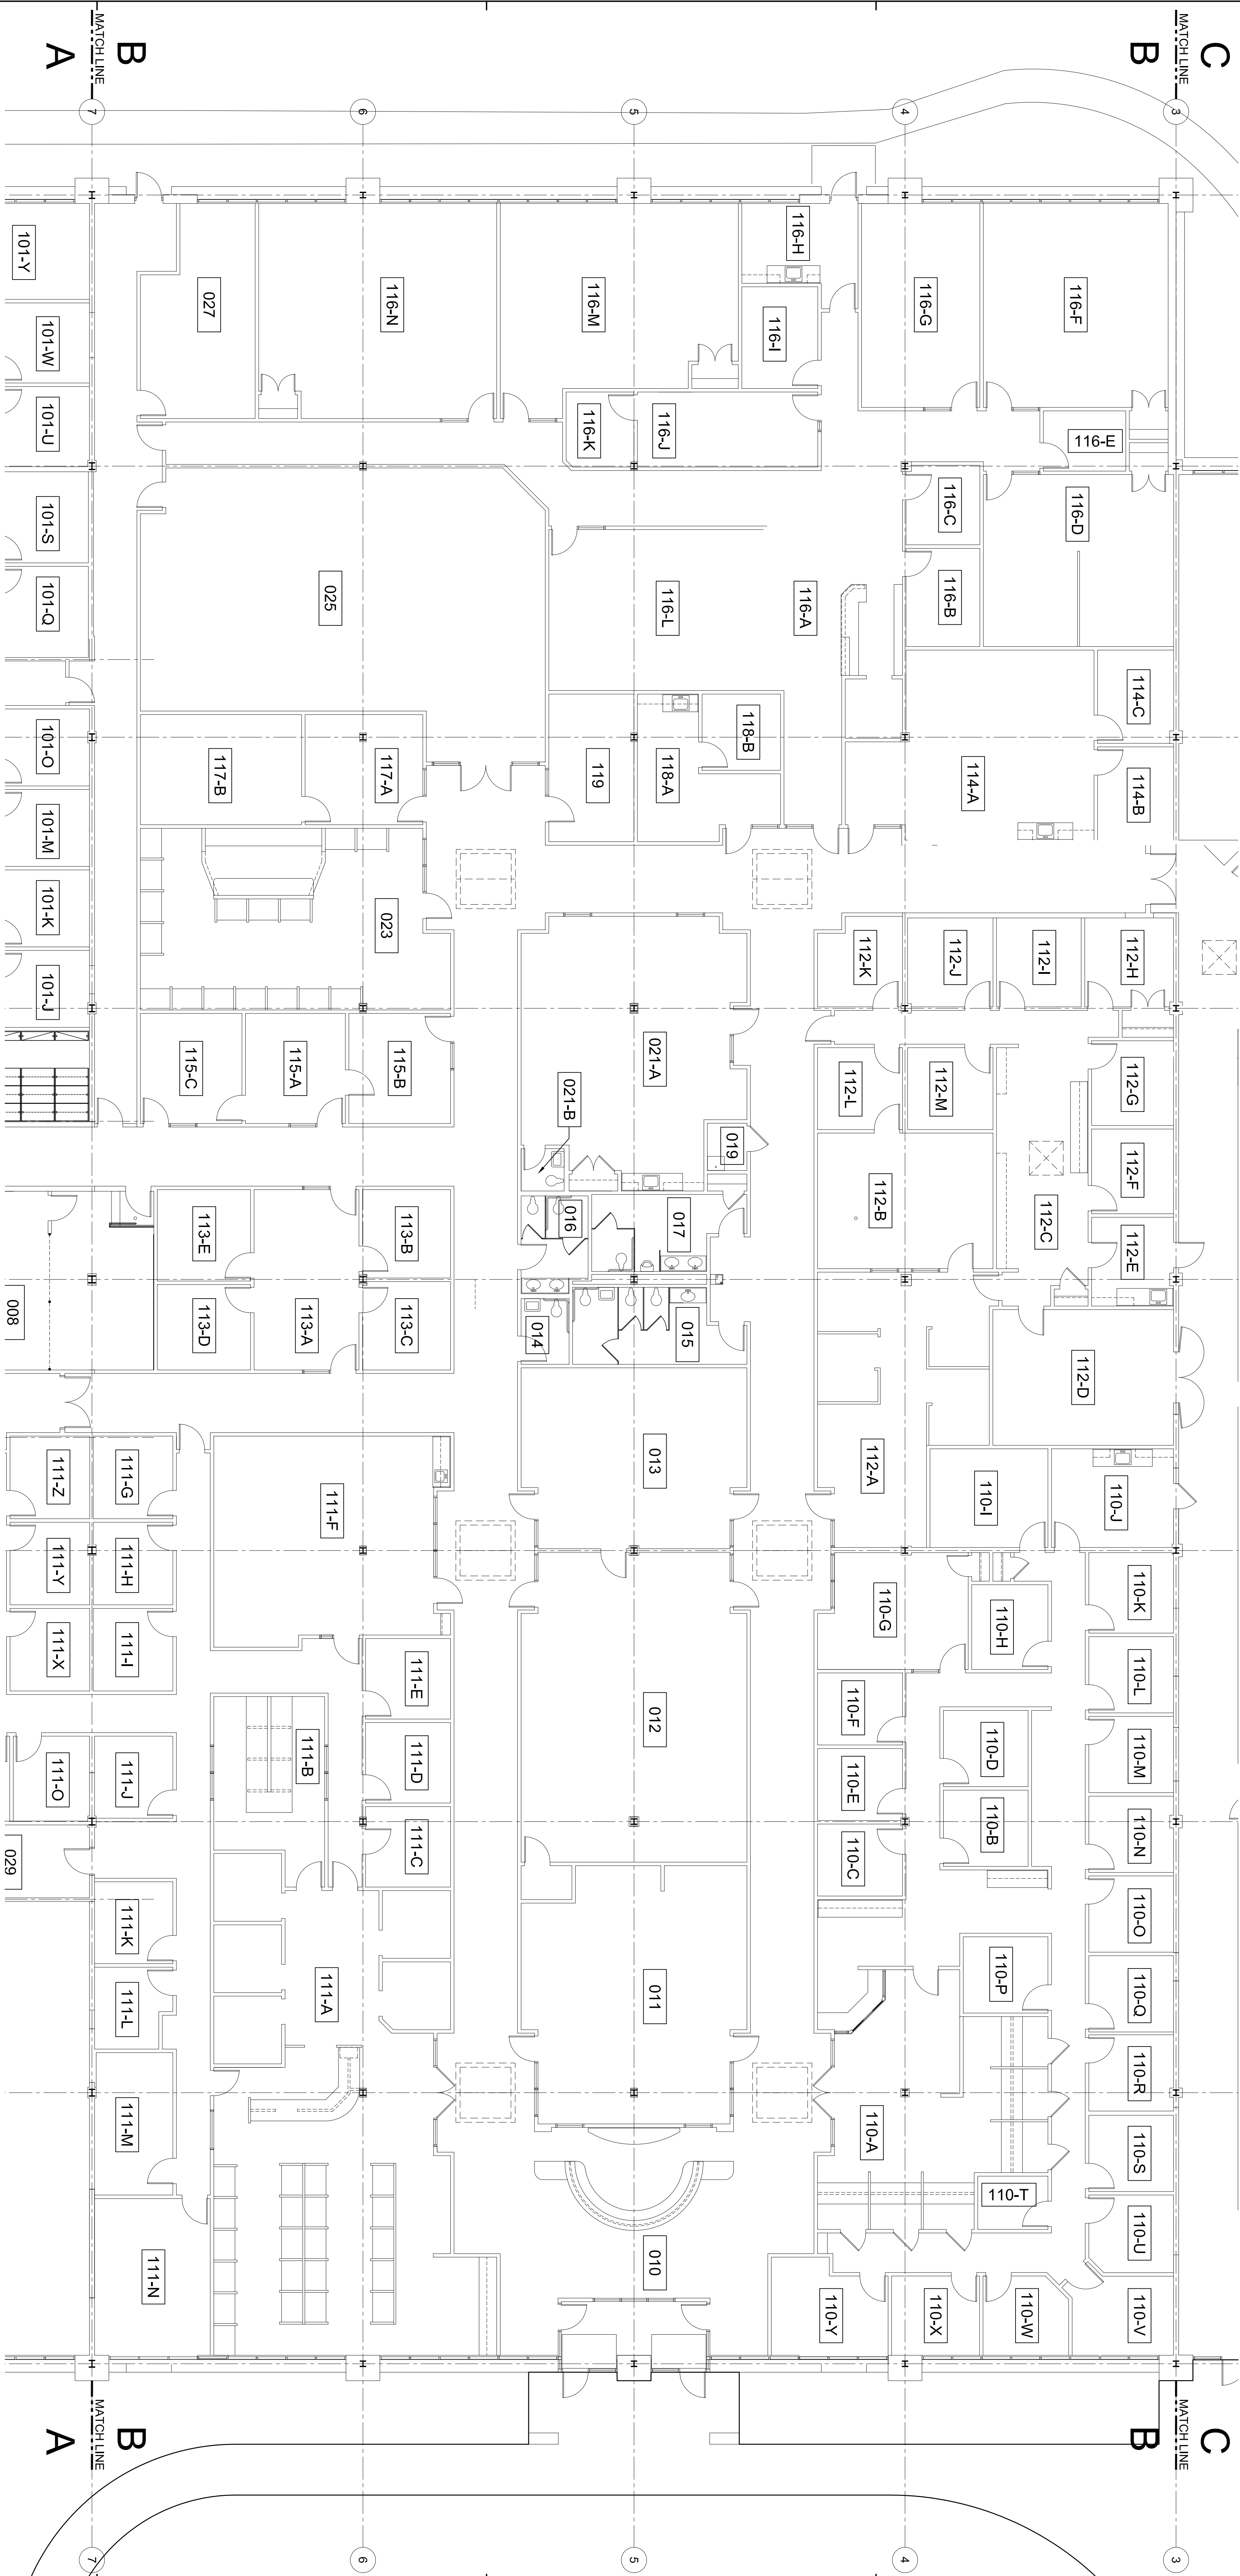 C
B
MATCH LINE
MATCH LINE
B
A
7
6
5
4
3
116-H
101-Y
027
116-N
116-M
116-I
116-G
116-F
101-W
101-U
116-K
116-J
116-E
101-S
116-C
116-D
101-Q
025
116-L
116-A
116-B
114-C
101-O
117-B
117-A
119
118-A
118-B
114-A
114-B
101-M
101-K
023
112-K
112-J
112-I
112-H
101-J
115-C
115-A
115-B
021-A
021-B
112-L
112-M
112-G
019
112-F
113-E
113-B
016
017
112-B
112-C
112-E
008
113-D
113-A
113-C
014
015
112-D
111-Z
111-G
111-F
013
112-A
110-I
110-J
111-Y
111-H
110-G
110-H
110-K
111-X
111-I
111-E
110-L
012
110-F
110-D
110-M
111-O
111-J
111-B
111-D
110-E
110-B
110-N
029
111-C
110-C
111-K
110-O
111-L
111-A
011
110-P
110-Q
110-R
111-M
110-A
110-S
110-T
111-N
010
110-U
110-Y
110-X
110-W
110-V
A
B
MATCH LINE
MATCH LINE
B
C
7
6
5
4
3